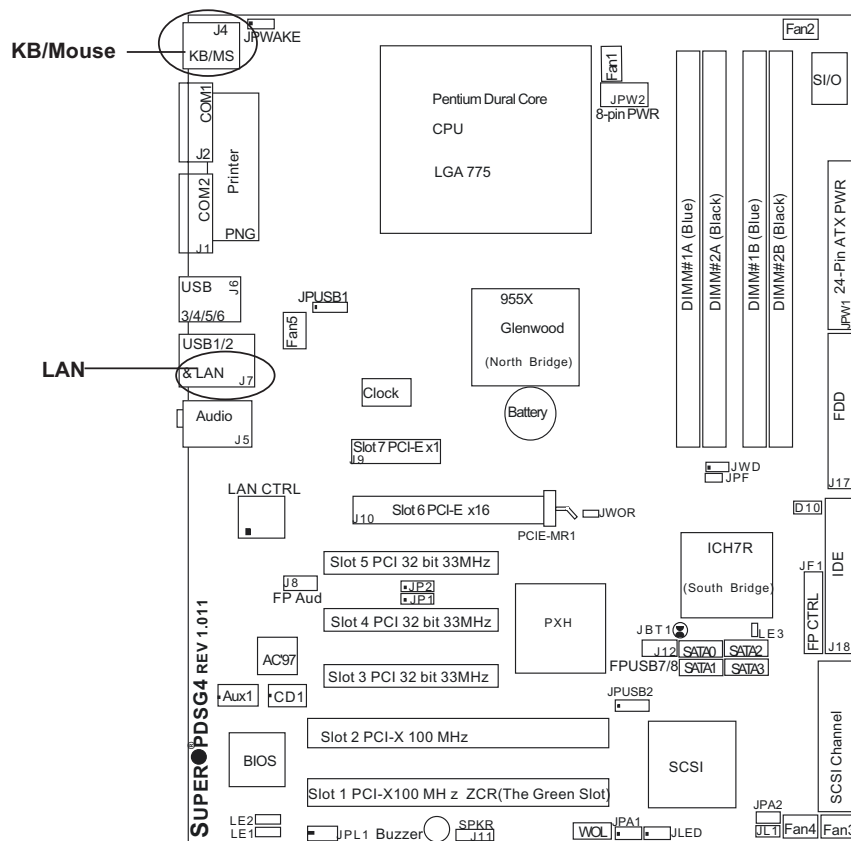 KB/Mouse
J4
KB/MS
JPWAKE
Fan2
Fan1
JPW2
8-pin PWR
SI/O
Pentium Dural Core
CPU
LGA 775
COM1
J2
Printer
PNG
COM2
J1
DIMM#1A (Blue)
DIMM#2A (Black)
DIMM#1B (Blue)
DIMM#2B (Black)
24-Pin ATX PWR
JPW1
USB
J6
3/4/5/6
JPUSB1
Fan5
955X
Glenwood
(North Bridge)
USB1/2
LAN
& LAN
J7
Clock
Battery
Audio
J5
FDD
J17
Slot 7 PCI-E x1
J9
JWD
JPF
LAN CTRL
J10
Slot 6 PCI-E x16
PCIE-MR1
JWOR
D10
ICH7R
(South Bridge)
IDE
J18
JF1
FP CTRL
Slot 5 PCI 32 bit 33MHz
J8
FP Aud
JP2
JP1
Slot 4 PCI 32 bit 33MHz
PXH
JBT1
LE3
J12
FPUSB7/8
SATA0
SATA2
SATA1
SATA3
AC'97
Slot 3 PCI 32 bit 33MHz
Aux1
CD1
JPUSB2
SUPER®PDSG4 REV 1.011
Slot 2 PCI-X 100 MHz
BIOS
SCSI
SCSI Channel
Slot 1 PCI-X100 MH z ZCR(The Green Slot)
LE2
LE1
JPL1
Buzzer
SPKR
J11
WOL
JPA1
JLED
JPA2
JL1
Fan4
Fan3